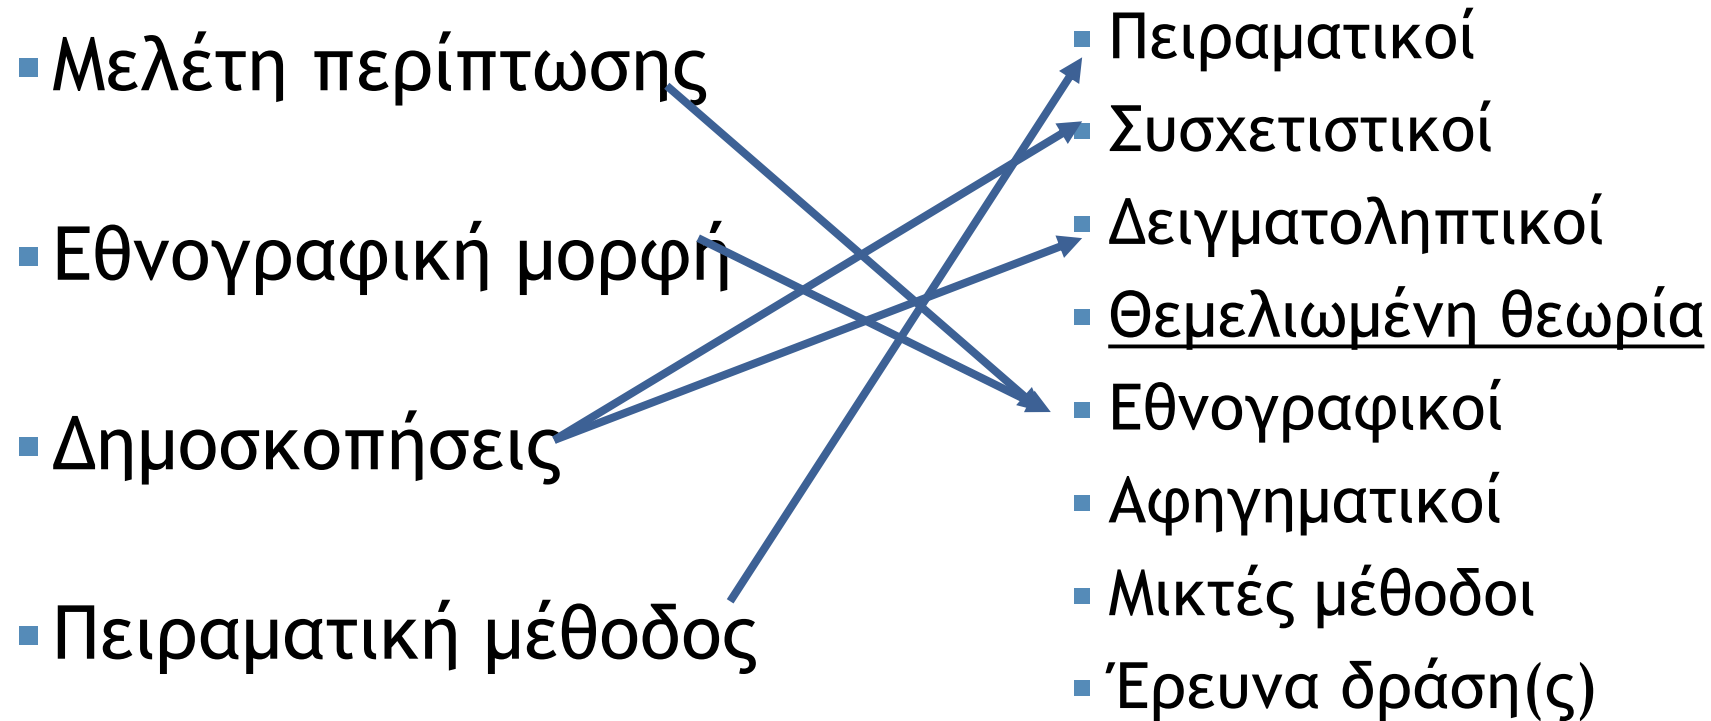 Μελέτη περίπτωσης
Εθνογραφική μορφή
Δημοσκοπήσεις
Πειραματική μέθοδος
Πειραματικοί
Συσχετιστικοί
Δειγματοληπτικοί
Θεμελιωμένη θεωρία
Εθνογραφικοί
Αφηγηματικοί
Μικτές μέθοδοι
Έρευνα δράση(ς)